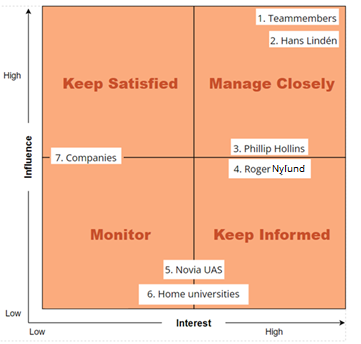 1. Teammembers
2. Hans Lindén
High
Keep Satisfied
Manage Closely
3. Phillip Hollins
7. Companies
4. Roger Nylund
Influence
Monitor
Keep Informed
5. Novia UAS
6. Home universities
Low
Low
Interest
High